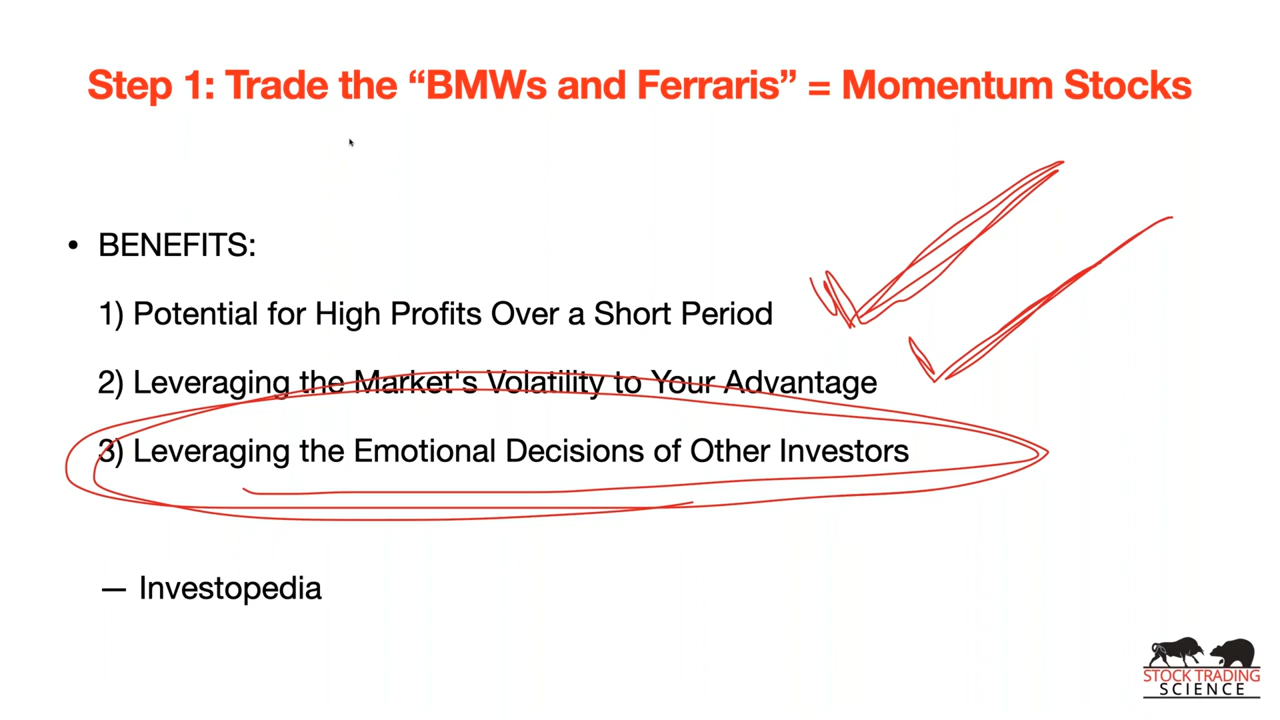 Step 1: Trade the “BMWs and Ferraris” = Momentum Stocks
• BENEFITS:
1) Potential for High Profits Over a Short Period
2) Leveraging the Market's Volatility to Your Advantage
3) Leveraging the Emotional Decisions of Other Investors
— Investopedia
STOCK TRADING
SCIENCE